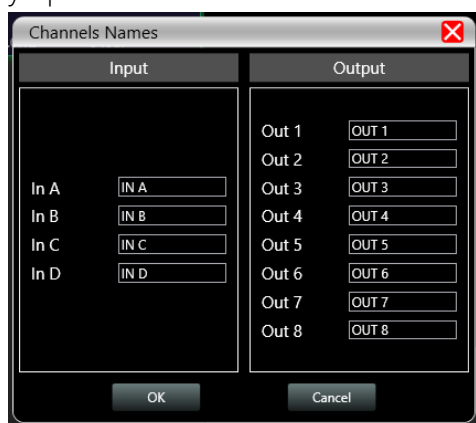 Channels Names
Input
In A IN A
In B IN B
In C IN C
In D IN D
Output
Out 1 OUT 1
Out 2 OUT 2
Out 3 OUT 3
Out 4 OUT 4
Out 5 OUT 5
Out 6 OUT 6
Out 7 OUT 7
Out 8 OUT 8
OK Cancel